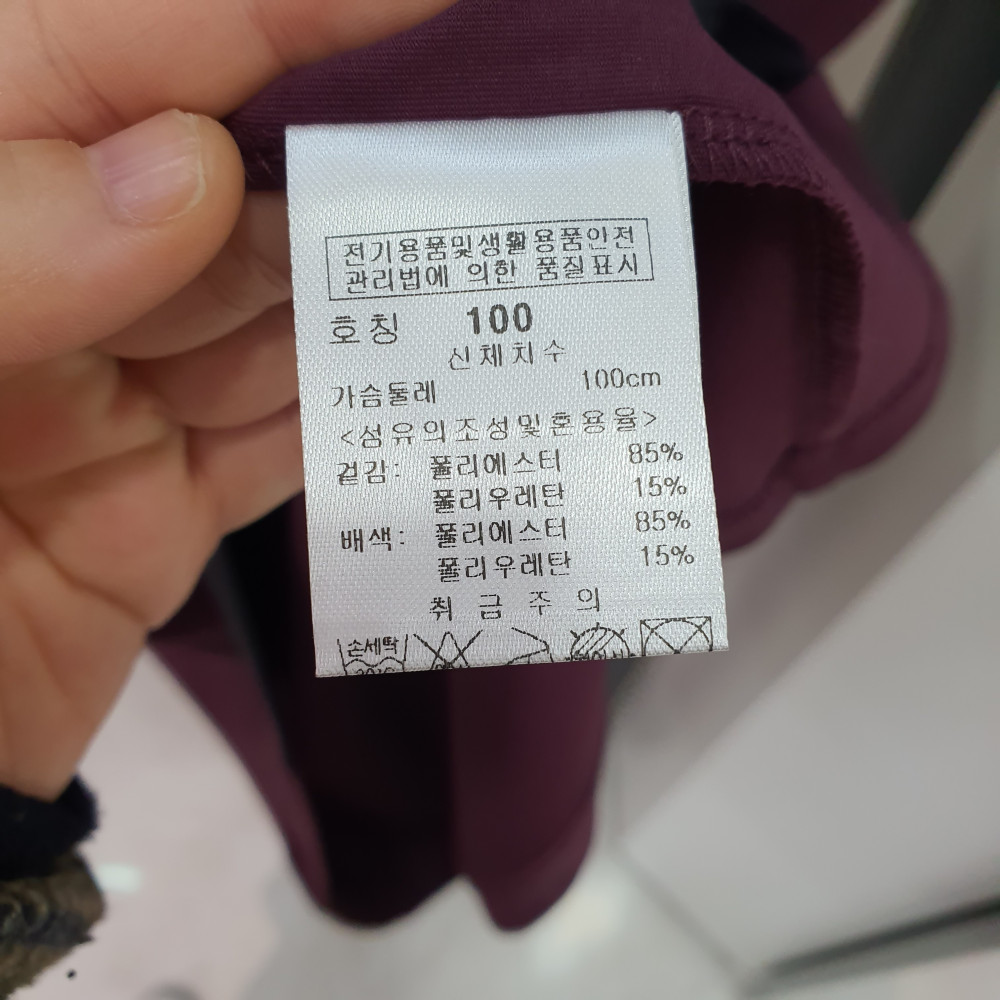 전기용품및생활용품안전
관리법에 의한 품질표시
호칭 100
신체치수
가슴둘레 100cm
<섬유의조성및혼용율>
겉감: 폴리에스터 85%
폴리우레탄 15%
배색: 폴리에스터 85%
폴리우레탄 15%
취급주의
손세탁